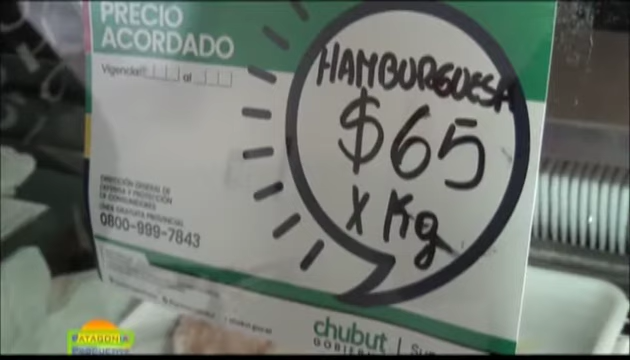 PRECIO
ACORDADO
Vigencia: al
HAMBURGUESA
$65
X Kg
DIRECCIÓN GENERAL DE
DEFENSA Y PROTECCIÓN
DE CONSUMIDORES
LÍNEA GRATUITA PROVINCIAL
0800-999-7843
chubut
GOBIERNO
PATAGONIA